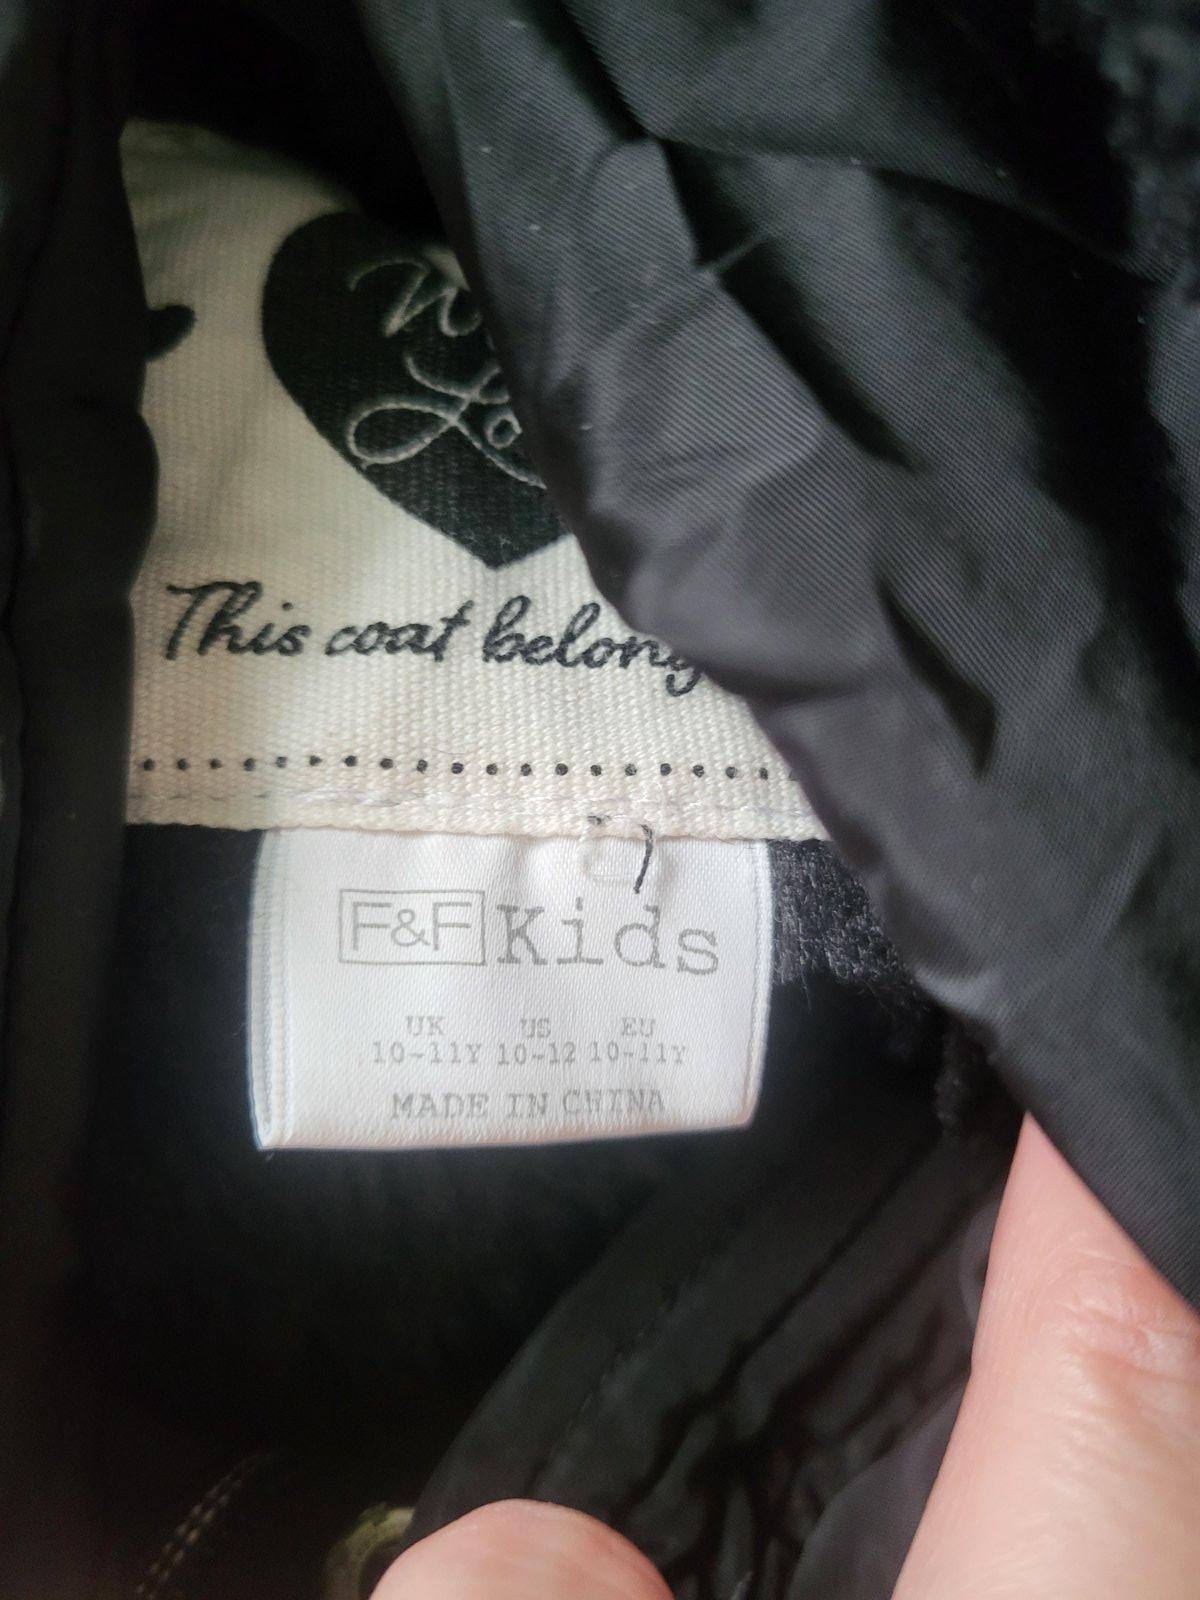 This coat belong
F&F Kids
UK US EU
10-11Y 10-12 10-11Y
MADE IN CHINA